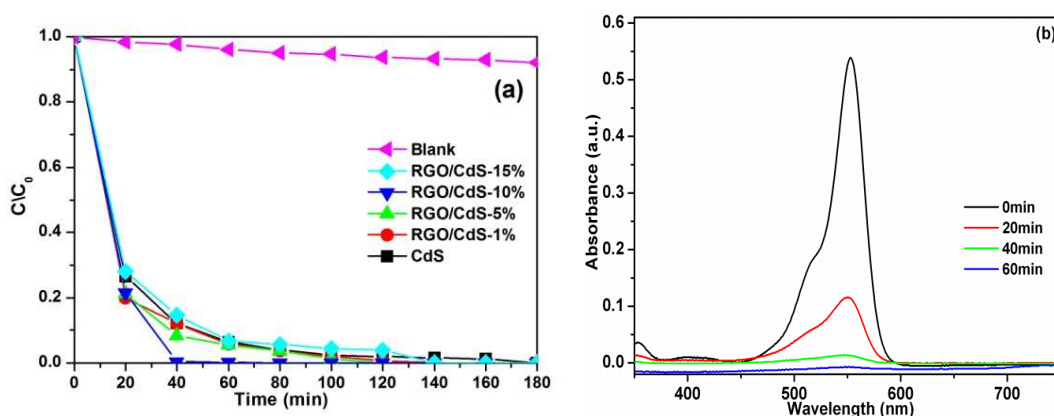 1.0
0.8
0.6
0.4
0.2
0.0
C\C0
(a)
Blank
RGO/CdS-15%
RGO/CdS-10%
RGO/CdS-5%
RGO/CdS-1%
CdS
0 20 40 60 80 100 120 140 160 180
Time (min)
(b)
0.6
0.5
0.4
0.3
0.2
0.1
0.0
Absorbance (a.u.)
0min
20min
40min
60min
400 500 600 700
Wavelength (nm